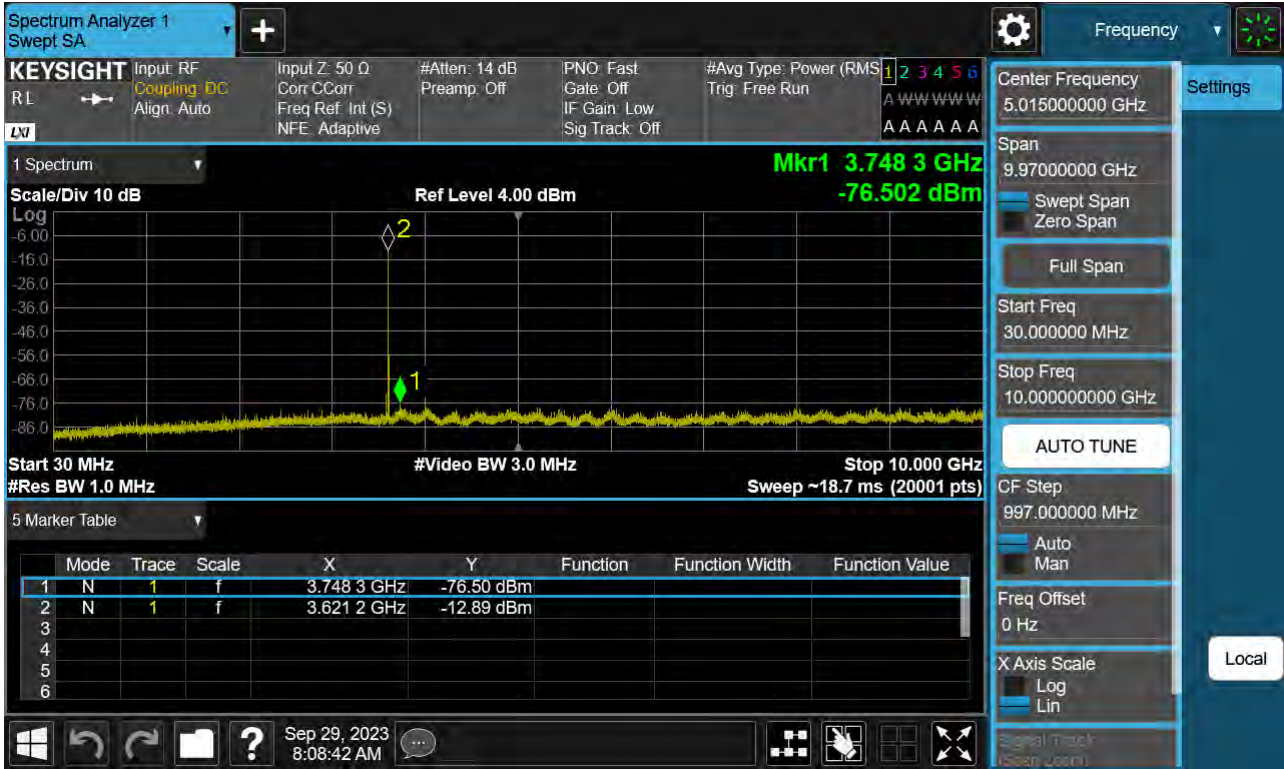 Spectrum Analyzer 1
Swept SA
+
Frequency
KEYSIGHT
RL
LXI
Input: RF
Coupling: DC
Align: Auto
Input Z: 50 Ω
Corr CCorr
Freq Ref: Int (S)
NFE: Adaptive
#Atten: 14 dB
Preamp: Off
PNO: Fast
Gate: Off
IF Gain: Low
Sig Track: Off
#Avg Type: Power (RMS
Trig: Free Run
1 2 3 4 5 6
A W W W W W
A A A A A A
Center Frequency
5.015000000 GHz
Settings
Span
9.97000000 GHz
Swept Span
Zero Span
Full Span
Start Freq
30.000000 MHz
Stop Freq
10.000000000 GHz
AUTO TUNE
CF Step
997.000000 MHz
Auto
Man
Freq Offset
0 Hz
X Axis Scale
Log
Lin
Signal Track
(Span Zoom)
Local
1 Spectrum
Mkr1 3.748 3 GHz
-76.502 dBm
Scale/Div 10 dB
Ref Level 4.00 dBm
Log
-6.00
-16.0
-26.0
-36.0
-46.0
-56.0
-66.0
-76.0
-86.0
2
1
Start 30 MHz
#Video BW 3.0 MHz
Stop 10.000 GHz
#Res BW 1.0 MHz
Sweep ~18.7 ms (20001 pts)
5 Marker Table
Mode Trace Scale X Y Function Function Width Function Value
1 N 1 f 3.748 3 GHz -76.50 dBm
2 N 1 f 3.621 2 GHz -12.89 dBm
3
4
5
6
?
Sep 29, 2023
8:08:42 AM